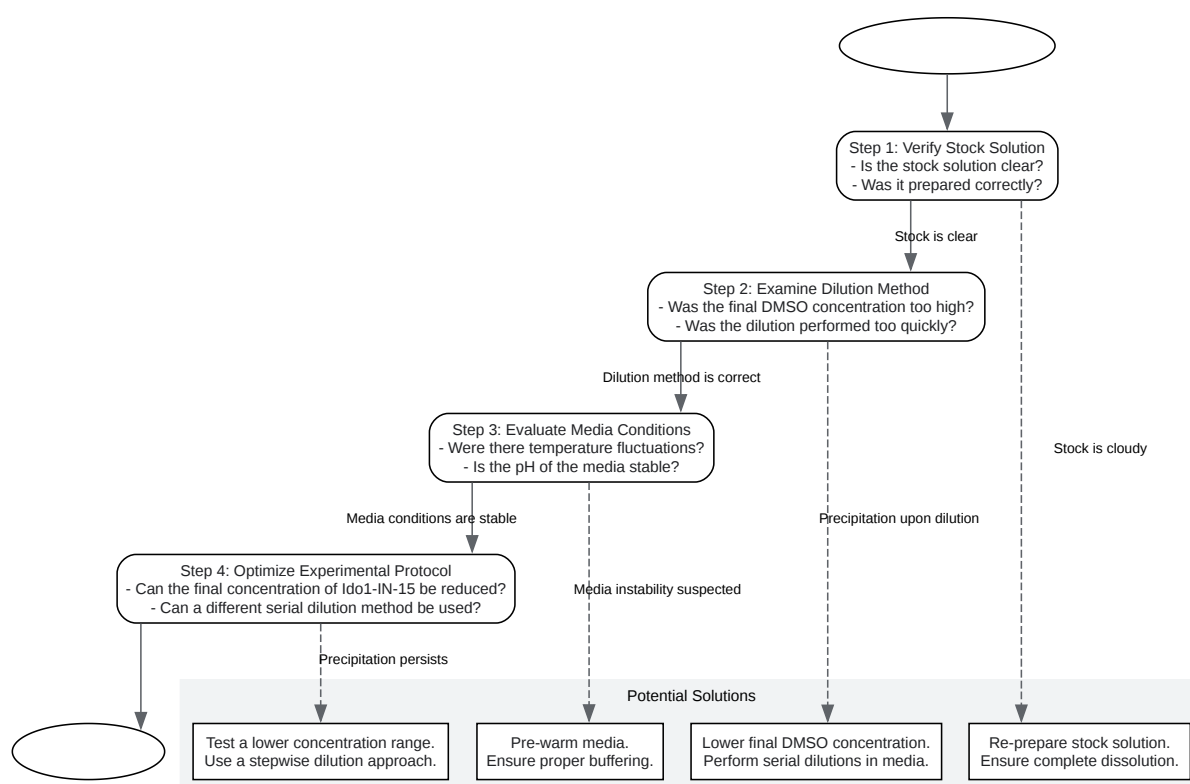 Step 1: Verify Stock Solution
- Is the stock solution clear?
- Was it prepared correctly?
Stock is clear
Step 2: Examine Dilution Method
- Was the final DMSO concentration too high?
- Was the dilution performed too quickly?
Dilution method is correct
Step 3: Evaluate Media Conditions
- Were there temperature fluctuations?
- Is the pH of the media stable?
Stock is cloudy
Media conditions are stable
Precipitation upon dilution
Step 4: Optimize Experimental Protocol
- Can the final concentration of Ido1-IN-15 be reduced?
- Can a different serial dilution method be used?
Media instability suspected
Precipitation persists
Potential Solutions
Test a lower concentration range.
Use a stepwise dilution approach.
Pre-warm media.
Ensure proper buffering.
Lower final DMSO concentration.
Perform serial dilutions in media.
Re-prepare stock solution.
Ensure complete dissolution.